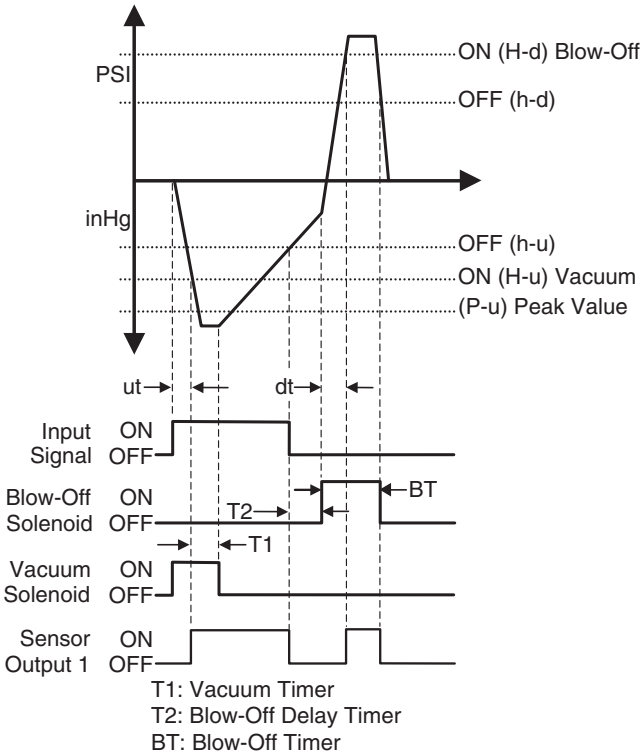 ON (H-d) Blow-Off
PSI
OFF (h-d)
inHg
OFF (h-u)
ON (H-u) Vacuum
(P-u) Peak Value
ut
dt
Input ON
Signal OFF
Blow-Off ON
BT
Solenoid OFF
T2
T1
Vacuum ON
Solenoid OFF
Sensor ON
Output 1 OFF
T1: Vacuum Timer
T2: Blow-Off Delay Timer
BT: Blow-Off Timer